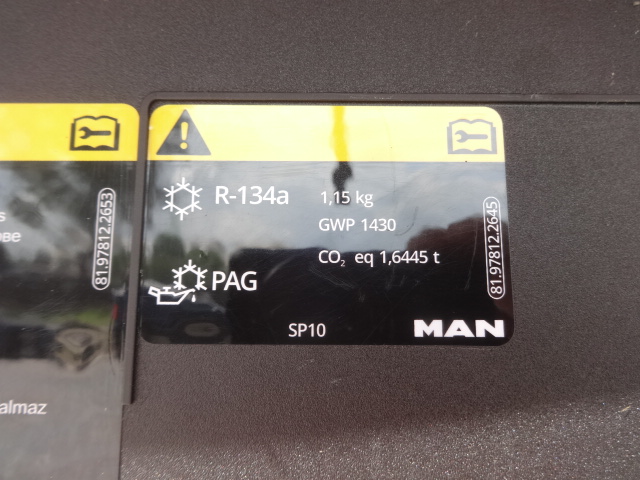 R-134a 1,15 kg
GWP 1430
CO₂ eq 1,6445 t
PAG
SP10
MAN
81.97812.2645
81.97812.2653
almaz